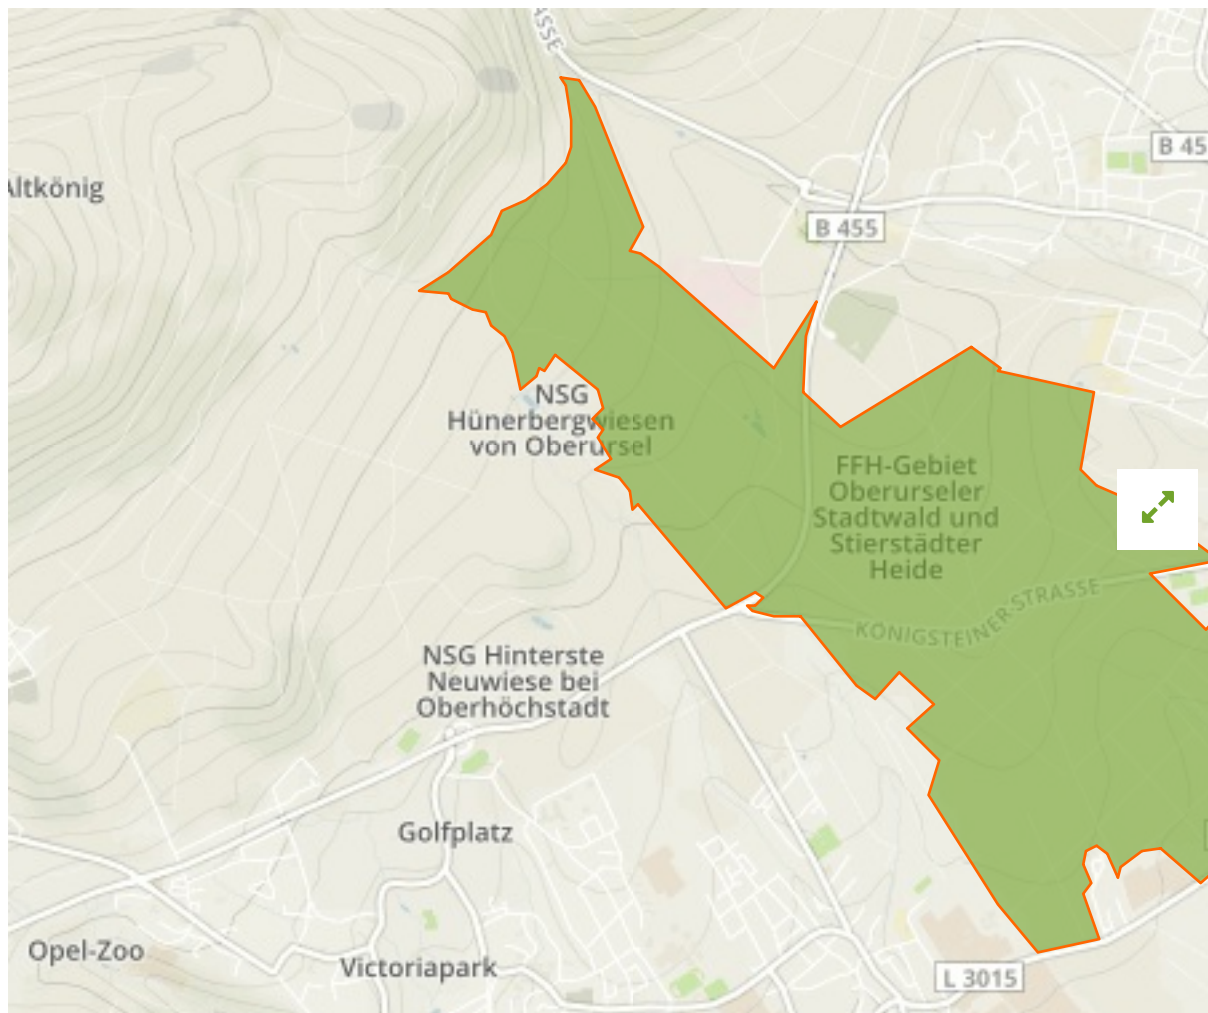 ASSE
B 45
Altkönig
B 455
NSG
Hünerbergwiesen
von Oberursel
FFH-Gebiet
Oberurseler
Stadtwald und
Stierstädter
Heide
KÖNIGSTEINER-STRASSE
NSG Hinterste
Neuwiese bei
Oberhöchstadt
Golfplatz
Opel-Zoo
Victoriapark
L 3015